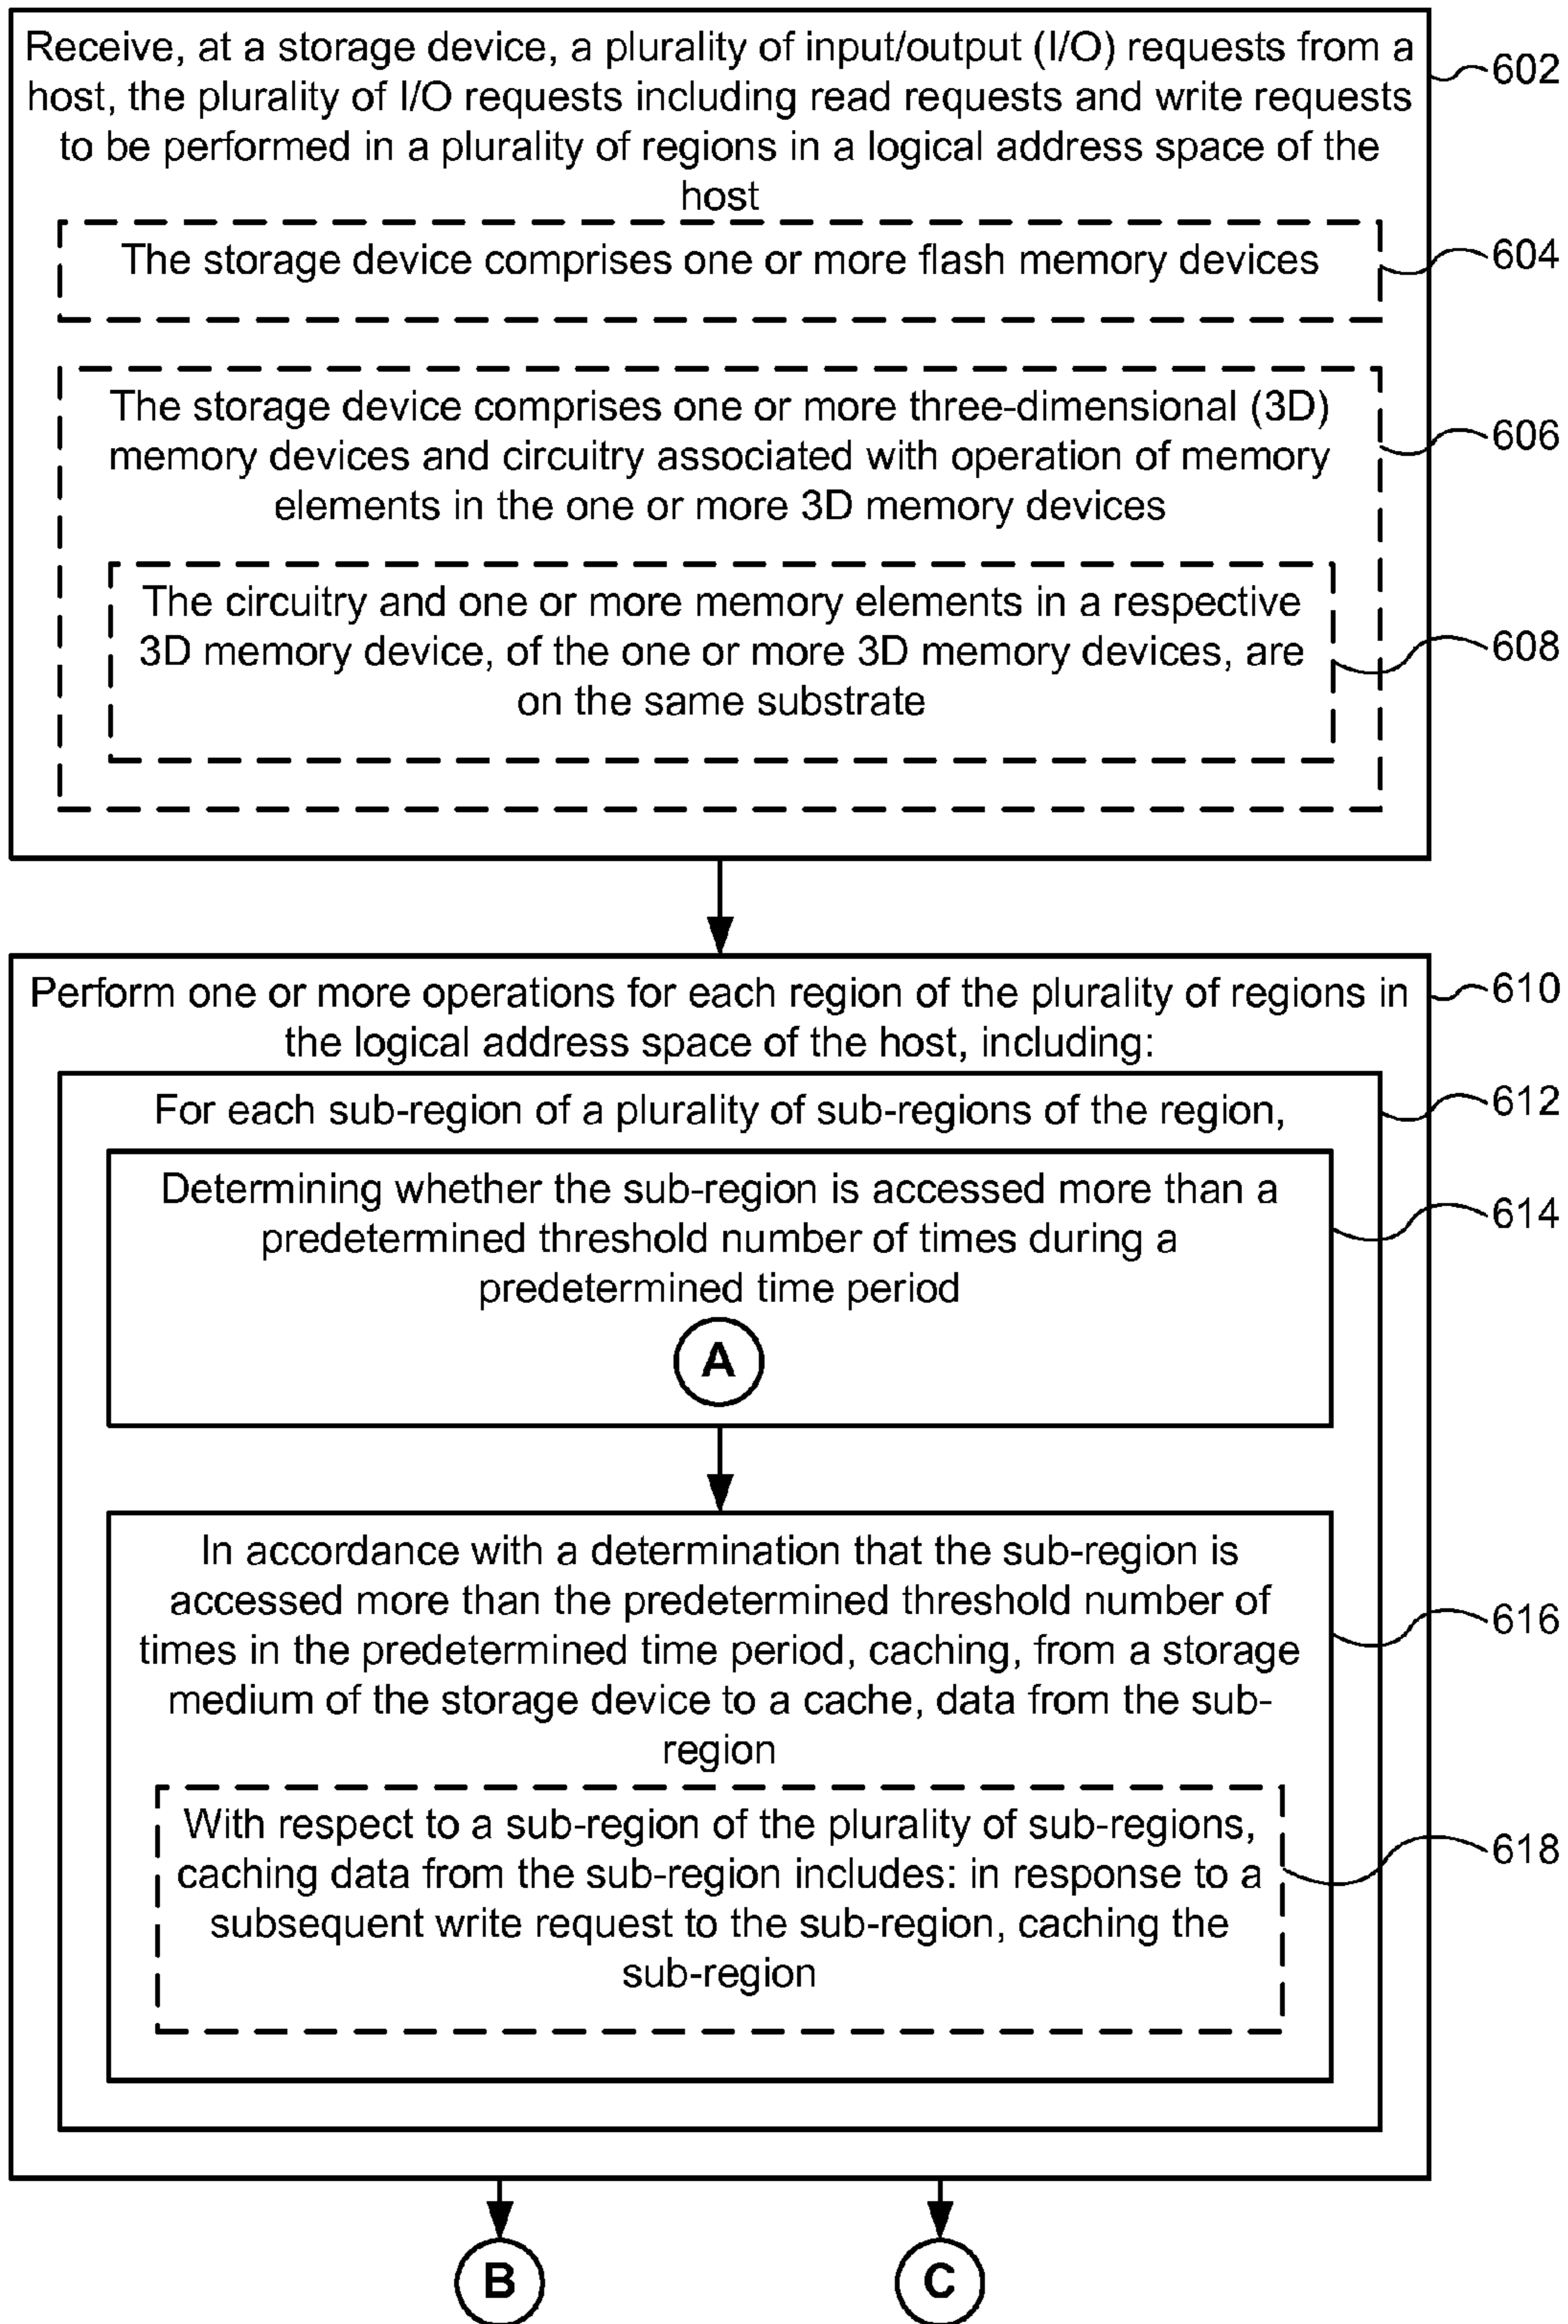 Receive, at a storage device, a plurality of input/output (I/O) requests from a
host, the plurality of I/O requests including read requests and write requests
to be performed in a plurality of regions in a logical address space of the
host
602
The storage device comprises one or more flash memory devices
604
The storage device comprises one or more three-dimensional (3D)
memory devices and circuitry associated with operation of memory
elements in the one or more 3D memory devices
606
The circuitry and one or more memory elements in a respective
3D memory device, of the one or more 3D memory devices, are
on the same substrate
608
Perform one or more operations for each region of the plurality of regions in
the logical address space of the host, including:
610
For each sub-region of a plurality of sub-regions of the region,
612
Determining whether the sub-region is accessed more than a
predetermined threshold number of times during a
predetermined time period
614
A
In accordance with a determination that the sub-region is
accessed more than the predetermined threshold number of
times in the predetermined time period, caching, from a storage
medium of the storage device to a cache, data from the sub-
region
616
With respect to a sub-region of the plurality of sub-regions,
caching data from the sub-region includes: in response to a
subsequent write request to the sub-region, caching the
sub-region
618
B
C